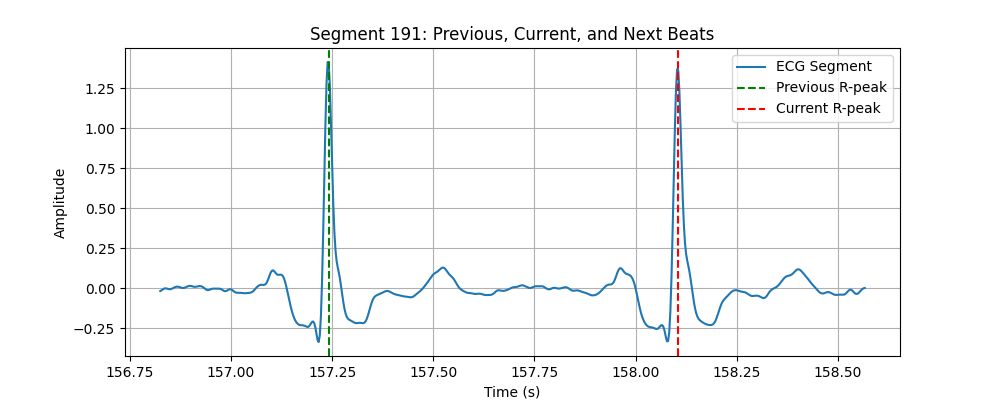 Segment 191: Previous, Current, and Next Beats
ECG Segment
Previous R-peak
Current R-peak
1.25
1.00
0.75
0.50
0.25
0.00
−0.25
Amplitude
156.75 157.00 157.25 157.50 157.75 158.00 158.25 158.50
Time (s)